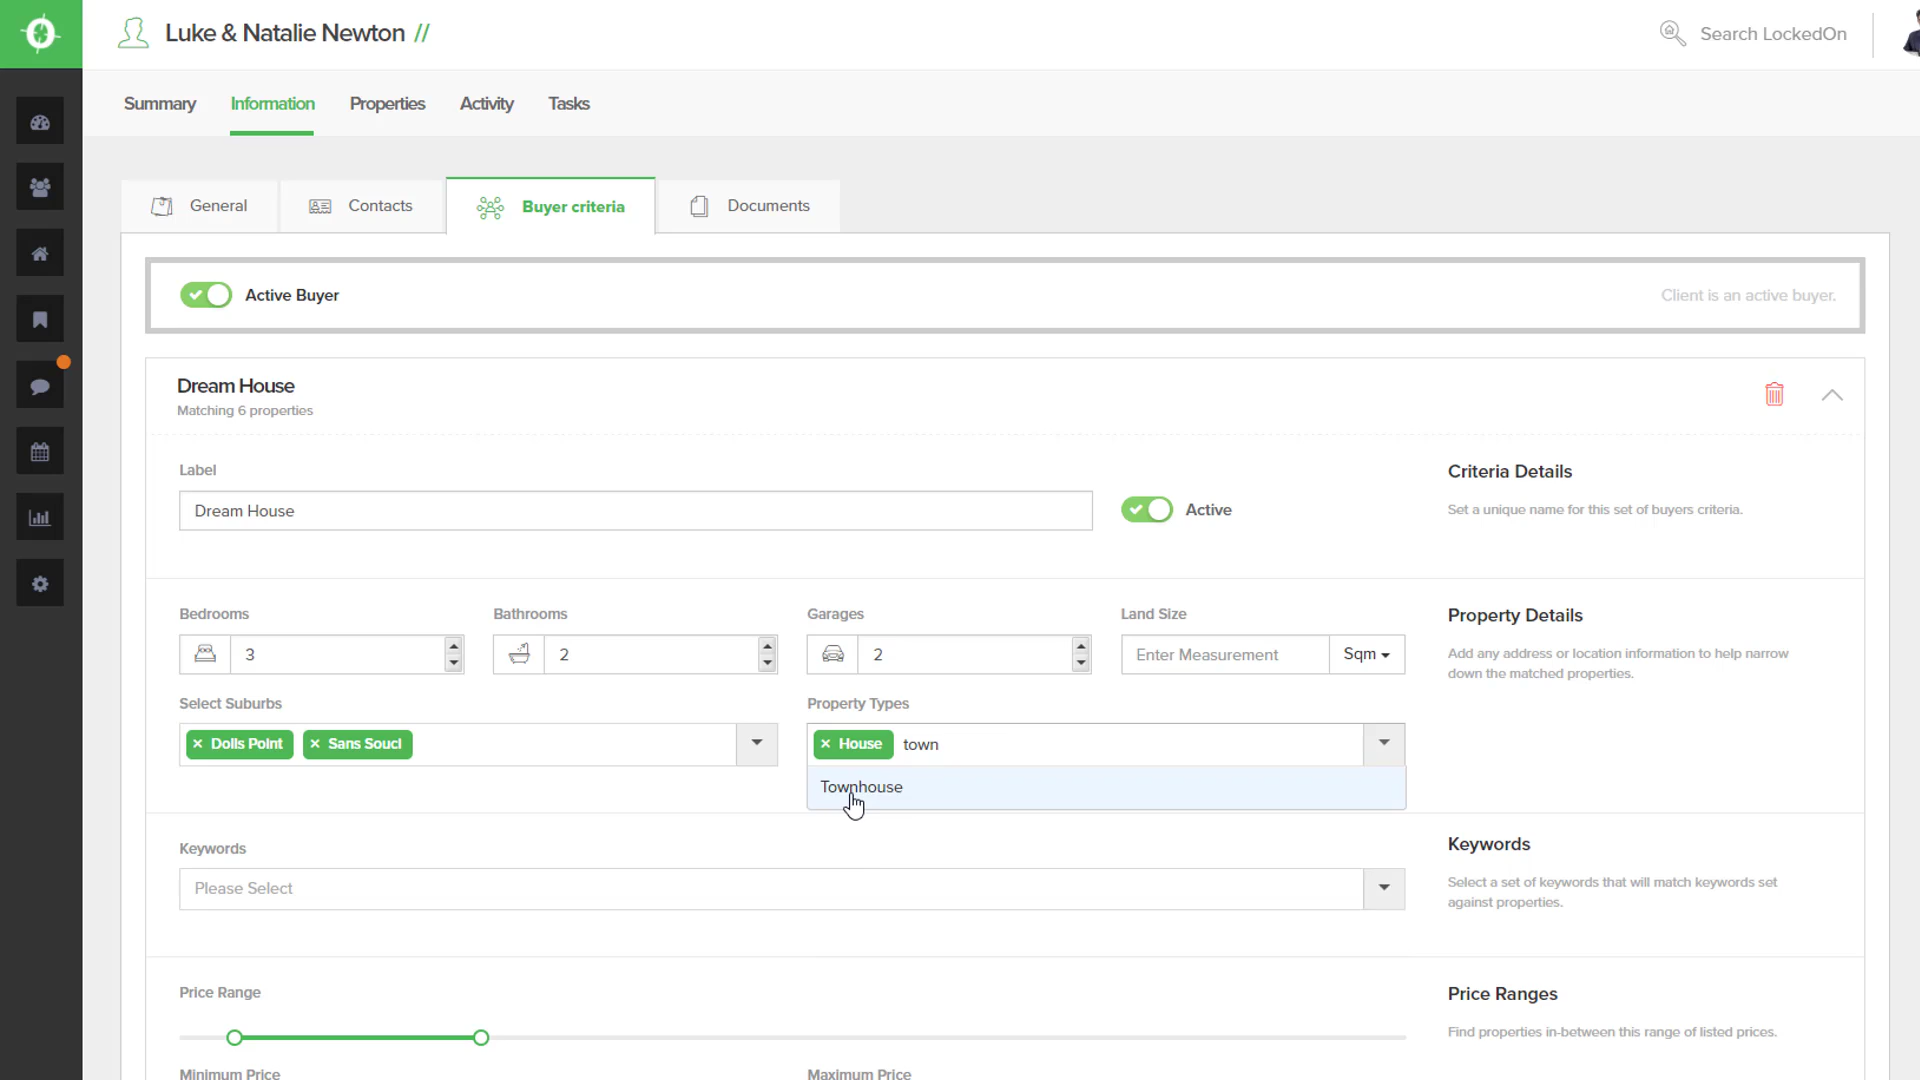 Luke & Natalie Newton //
Search LockedOn
Summary
Information
Properties
Activity
Tasks
General
Contacts
Buyer criteria
Documents
Active Buyer
Client is an active buyer.
Dream House
Matching 6 properties
Label
Dream House
Active
Criteria Details
Set a unique name for this set of buyers criteria.
Bedrooms
Bathrooms
Garages
Land Size
3
2
2
Enter Measurement
Sqm
Property Details
Add any address or location information to help narrow
down the matched properties.
Select Suburbs
Property Types
× Dolls Point
× Sans Souci
× House
town
Townhouse
Keywords
Please Select
Keywords
Select a set of keywords that will match keywords set
against properties.
Price Range
Price Ranges
Find properties in-between this range of listed prices.
Minimum Price
Maximum Price